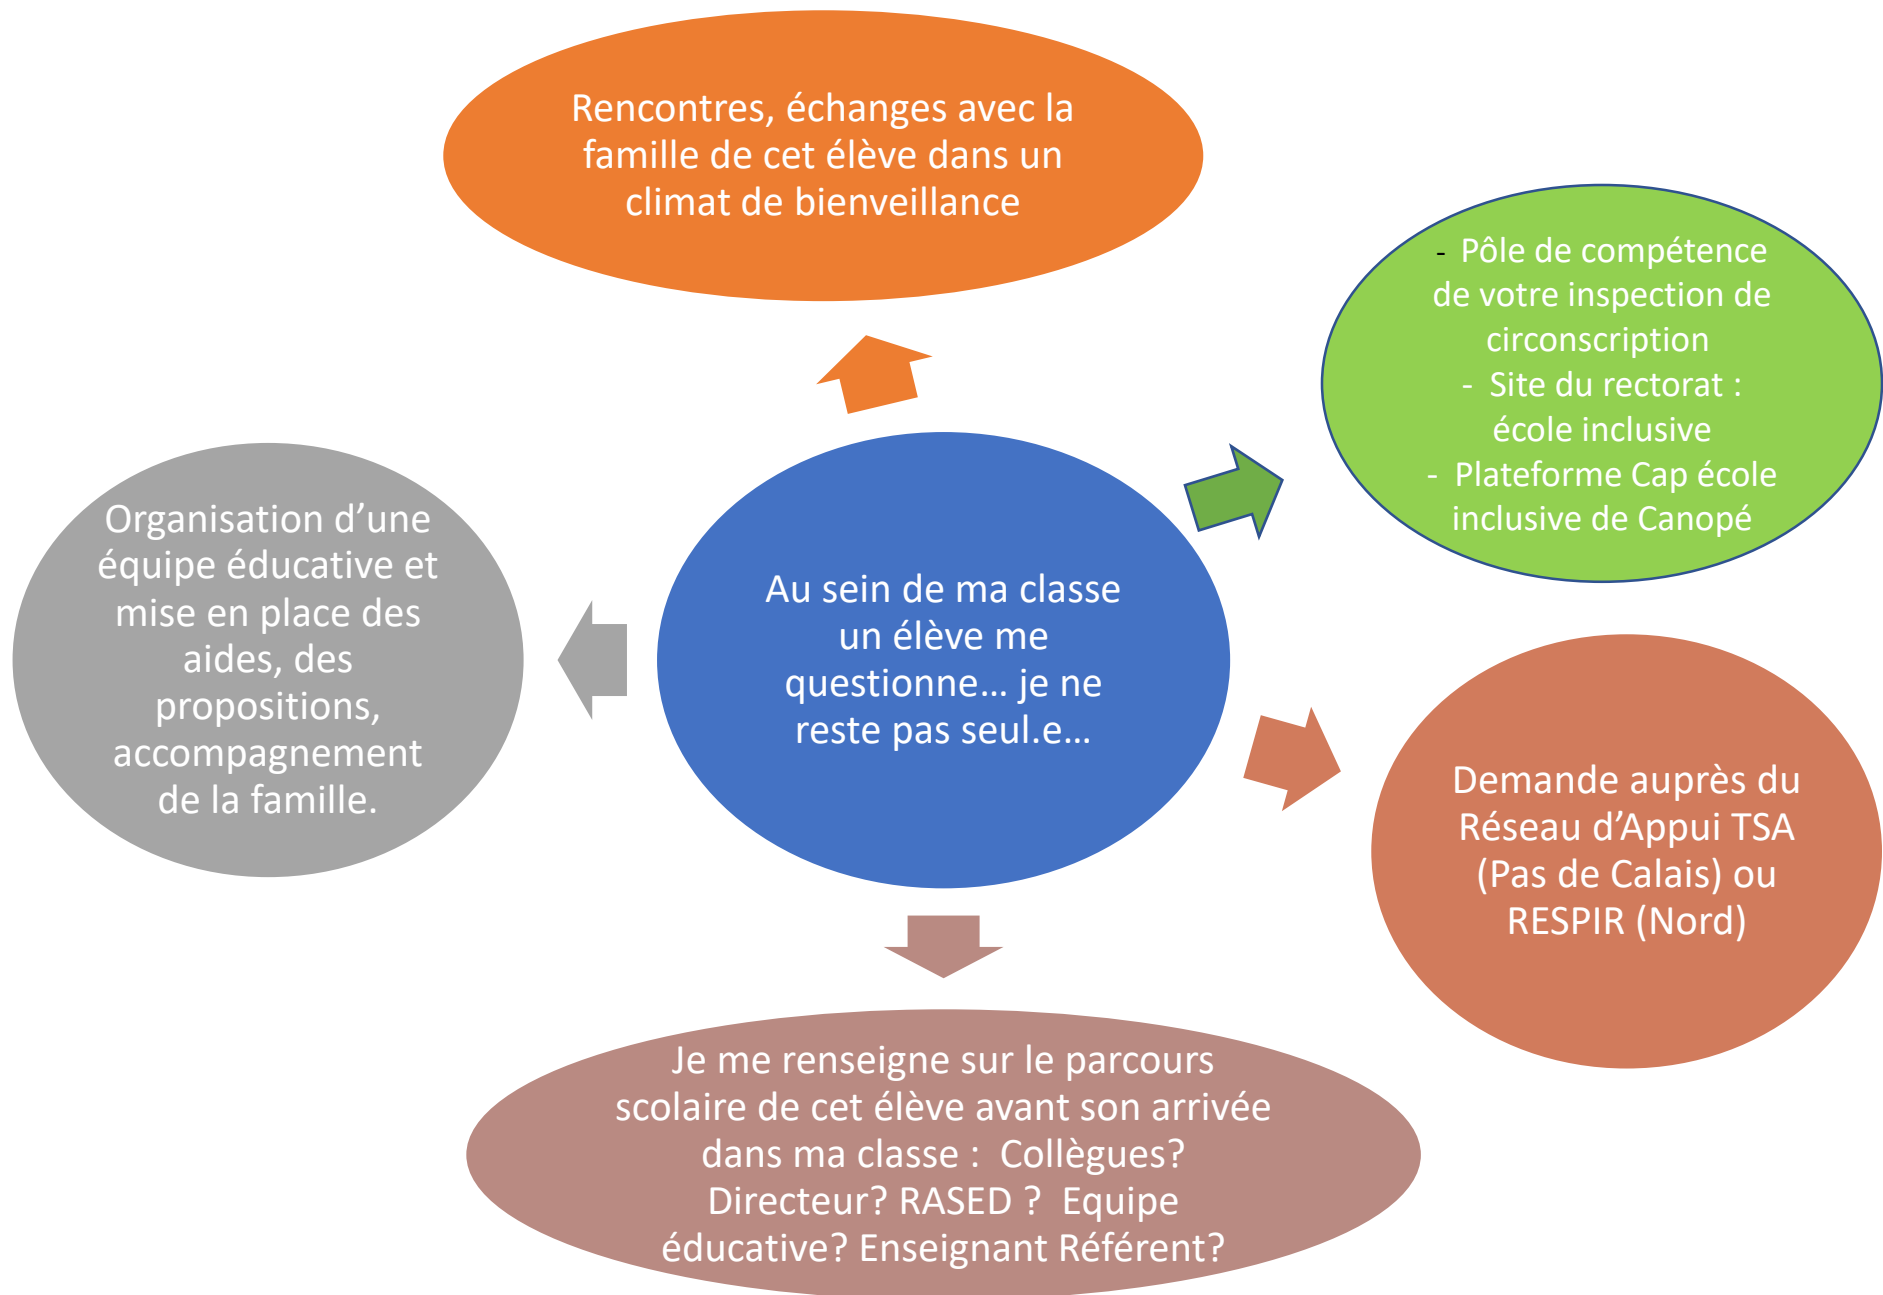 Rencontres, échanges avec la
famille de cet élève dans un
climat de bienveillance
- Pôle de compétence
de votre inspection de
circonscription
- Site du rectorat :
école inclusive
- Plateforme Cap école
inclusive de Canopé
Organisation d’une
équipe éducative et
mise en place des
aides, des
propositions,
accompagnement
de la famille.
Au sein de ma classe
un élève me
questionne… je ne
reste pas seul.e…
Demande auprès du
Réseau d’Appui TSA
(Pas de Calais) ou
RESPIR (Nord)
Je me renseigne sur le parcours
scolaire de cet élève avant son arrivée
dans ma classe : Collègues?
Directeur? RASED ? Equipe
éducative? Enseignant Référent?